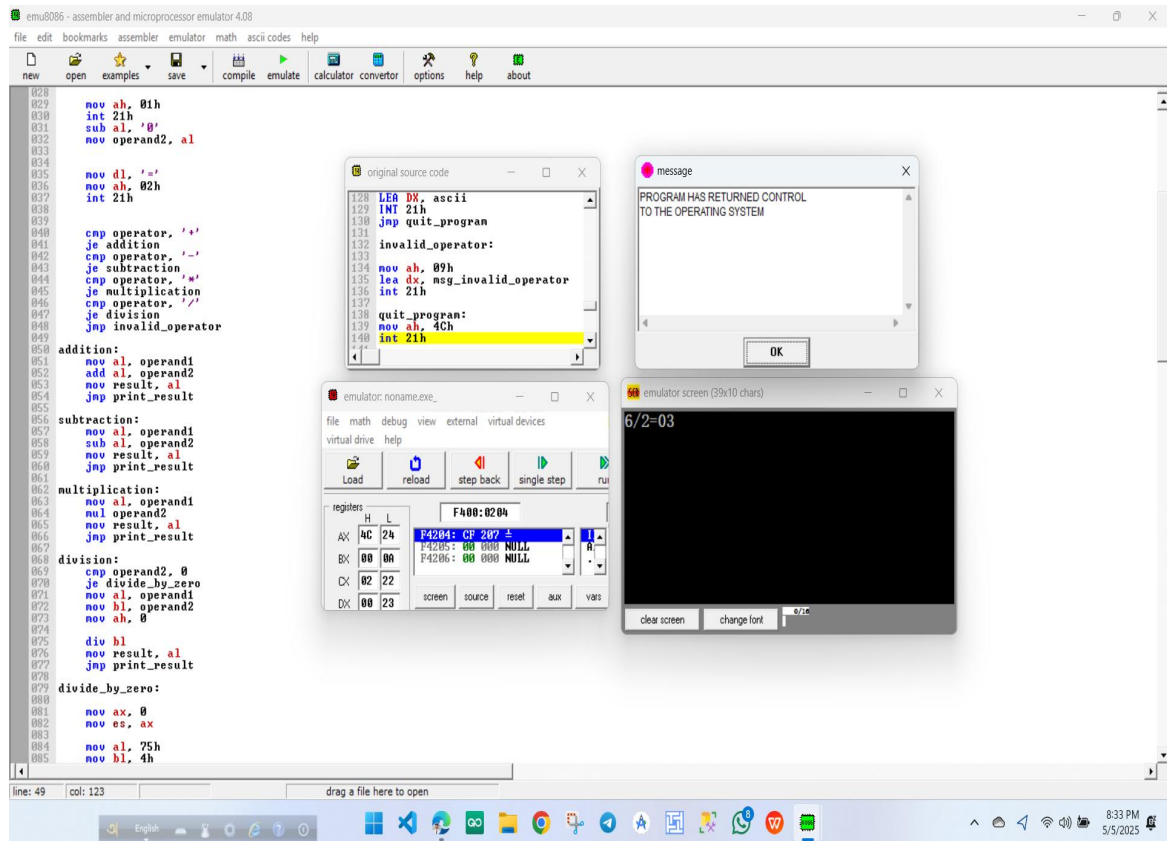 emu8086 - assembler and microprocessor emulator 4.08
file edit bookmarks assembler emulator math ascii codes help
new open examples save compile emulate calculator convertor options help about
028
029 mov ah, 01h
030 int 21h
031 sub al, '0'
032 mov operand2, al
033
034
035 mov dl, '='
036 mov ah, 02h
037 int 21h
038
039
040 cmp operator, '+'
041 je addition
042 cmp operator, '-'
043 je subtraction
044 cmp operator, '*'
045 je multiplication
046 cmp operator, '/'
047 je division
048 jmp invalid_operator
049
050 addition:
051 mov al, operand1
052 add al, operand2
053 mov result, al
054 jmp print_result
055
056 subtraction:
057 mov al, operand1
058 sub al, operand2
059 mov result, al
060 jmp print_result
061
062 multiplication:
063 mov al, operand1
064 mul operand2
065 mov result, al
066 jmp print_result
067
068 division:
069 cmp operand2, 0
070 je divide_by_zero
071 mov al, operand1
072 mov bl, operand2
073 mov ah, 0
074
075 div bl
076 mov result, al
077 jmp print_result
078
079 divide_by_zero:
080
081 mov ax, 0
082 mov es, ax
083
084 mov al, 75h
085 mov bl, 4h
original source code
128 LEA DX, ascii
129 INT 21h
130 jmp quit_program
131
132 invalid_operator:
133
134 mov ah, 09h
135 lea dx, msg_invalid_operator
136 int 21h
137
138 quit_program:
139 mov ah, 4Ch
140 int 21h
message
PROGRAM HAS RETURNED CONTROL
TO THE OPERATING SYSTEM
OK
emulator: noname.exe_
file math debug view external virtual devices
virtual drive help
Load reload step back single step ru
registers
H L
F400:0204
AX 4C 24
BX 00 0A
CX 02 22
DX 00 23
F4204: CF 207 ╧
F4205: 00 000 NULL
F4206: 00 000 NULL
I
A
.
screen source reset aux vars
emulator screen (39x10 chars)
6/2=03
clear screen change font 0/16
line: 49 col: 123 drag a file here to open
English
8
8:33 PM
5/5/2025